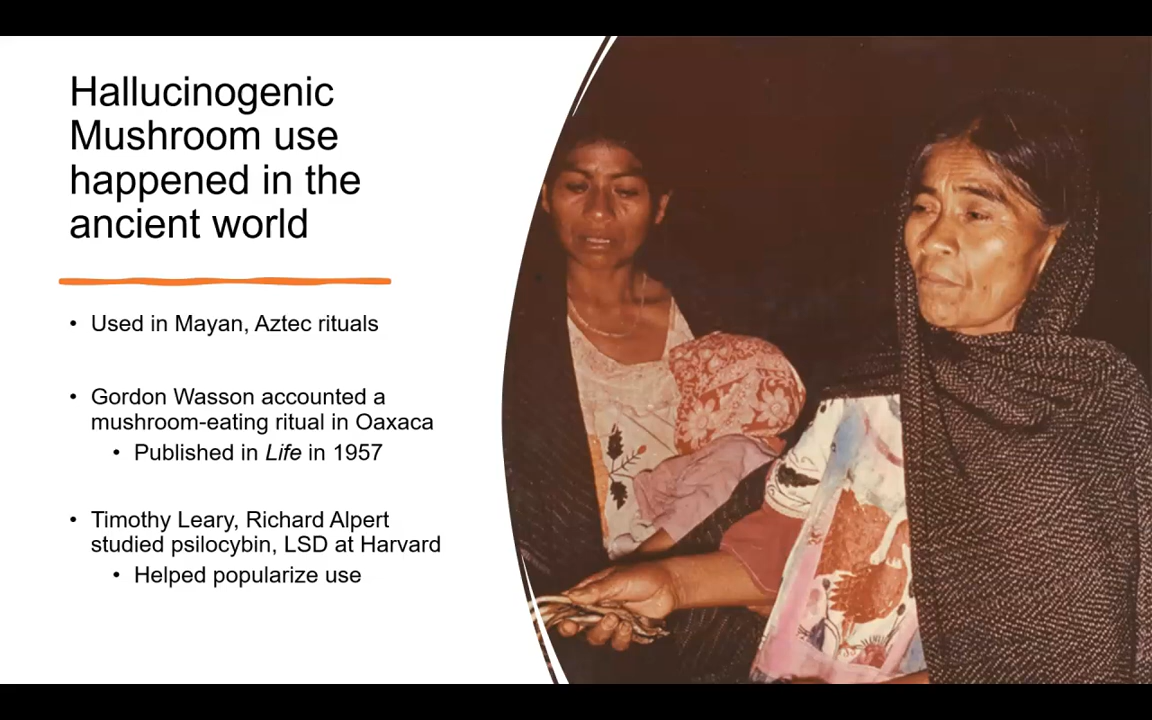 Hallucinogenic
Mushroom use
happened in the
ancient world
• Used in Mayan, Aztec rituals
• Gordon Wasson accounted a
mushroom-eating ritual in Oaxaca
• Published in Life in 1957
• Timothy Leary, Richard Alpert
studied psilocybin, LSD at Harvard
• Helped popularize use